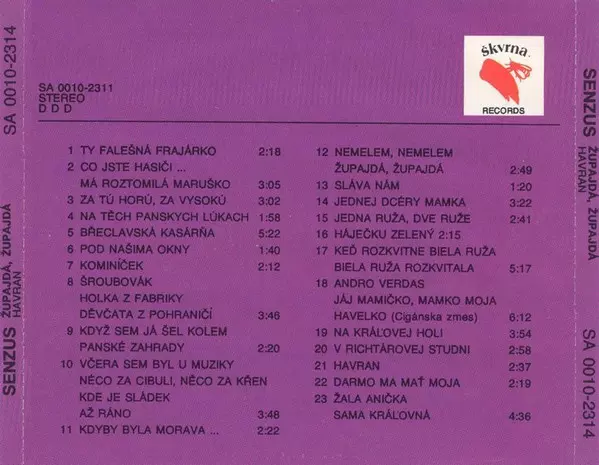 SA 0010-2314
SENZUS ŽUPAJDÁ, ŽUPAJDÁ
HAVRAN
SA 0010-2311
STEREO
D D D
škvrna
RECORDS
1 TY FALEŠNÁ FRAJÁRKO 2:18
2 CO JSTE HASIČI ...
MÁ ROZTOMILÁ MARUŠKO 3:05
3 ZA TÚ HORÚ, ZA VYSOKÚ 3:02
4 NA TĚCH PANSKYCH LÚKACH 1:58
5 BŘECLAVSKÁ KASÁRŇA 5:22
6 POD NAŠIMA OKNY 1:40
7 KOMINÍČEK 2:12
8 ŠROUBOVÁK
HOLKA Z FABRIKY
DĚVČATA Z POHRANIČÍ 3:46
9 KDYŽ SEM JÁ ŠEL KOLEM
PANSKÉ ZAHRADY 2:20
10 VČERA SEM BYL U MUZIKY
NĚCO ZA CIBULI, NĚCO ZA KŘEN
KDE JE SLÁDEK
AŽ RÁNO 3:48
11 KDYBY BYLA MORAVA ... 2:22
12 NEMELEM, NEMELEM
ŽUPAJDÁ, ŽUPAJDÁ 2:49
13 SLÁVA NÁM 1:20
14 JEDNEJ DCÉRY MAMKA 3:22
15 JEDNA RUŽA, DVE RUŽE 2:41
16 HÁJEČKU ZELENÝ 2:15
17 KEĎ ROZKVITNE BIELA RUŽA
BIELA RUŽA ROZKVITALA 5:17
18 ANDRO VERDAS
JÁJ MAMIČKO, MAMKO MOJA
HAVELKO (Cigánska zmes) 6:12
19 NA KRÁĽOVEJ HOLI 3:54
20 V RICHTÁROVEJ STUDNI 2:58
21 HAVRAN 2:37
22 DARMO MA MAŤ MOJA 2:19
23 ŽALA ANIČKA
SAMA KRÁĽOVNÁ 4:36
SENZUS ŽUPAJDÁ, ŽUPAJDÁ
HAVRAN
SA 0010-2314